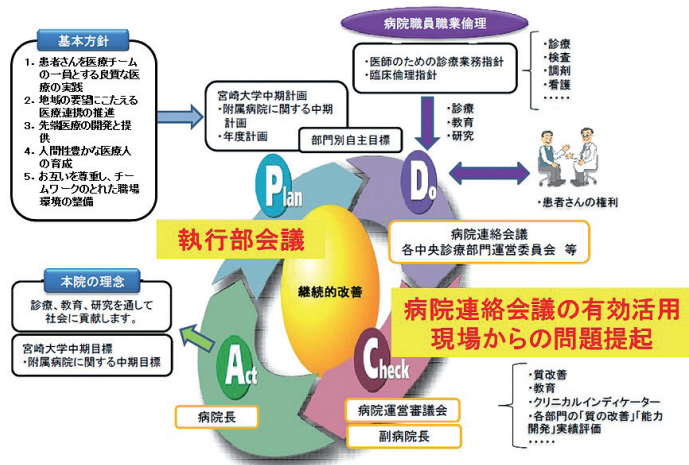 基本方針
1. 患者さんを医療チーム
の一員とする良質な医
療の実践
2. 地域の要望にこたえる
医療連携の推進
3. 先端医療の開発と提
供
4. 人間性豊かな医療人
の育成
5. お互いを尊重し、チー
ムワークのとれた職場
環境の整備
宮崎大学中期計画
・附属病院に関する中期
計画
・年度計画
部門別自主目標
病院職員職業倫理
・医師のための診療業務指針
・臨床倫理指針
・診療
・検査
・調剤
・看護
・・・・・
・診療
・教育
・研究
・患者さんの権利
Plan
Do
執行部会議
病院連絡会議
各中央診療部門運営委員会 等
継続的改善
病院連絡会議の有効活用
現場からの問題提起
本院の理念
診療、教育、研究を通して
社会に貢献します。
宮崎大学中期目標
・附属病院に関する中期目標
Act
Check
病院長
病院運営審議会
副病院長
・質改善
・教育
・クリニカルインディケーター
・各部門の「質の改善」「能力
開発」実績評価
・・・・・